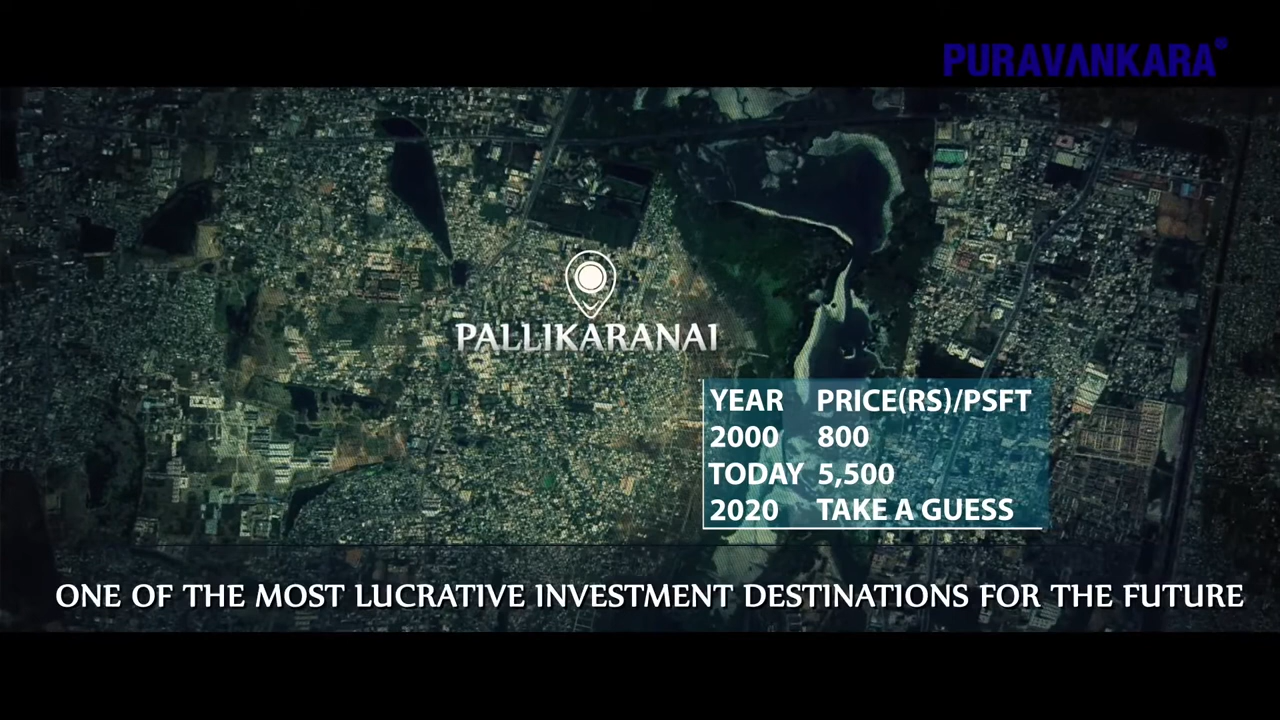 PURAVANKARA®
PALLIKARANAI
YEAR PRICE(RS)/PSFT
2000 800
TODAY 5,500
2020 TAKE A GUESS
ONE OF THE MOST LUCRATIVE INVESTMENT DESTINATIONS FOR THE FUTURE